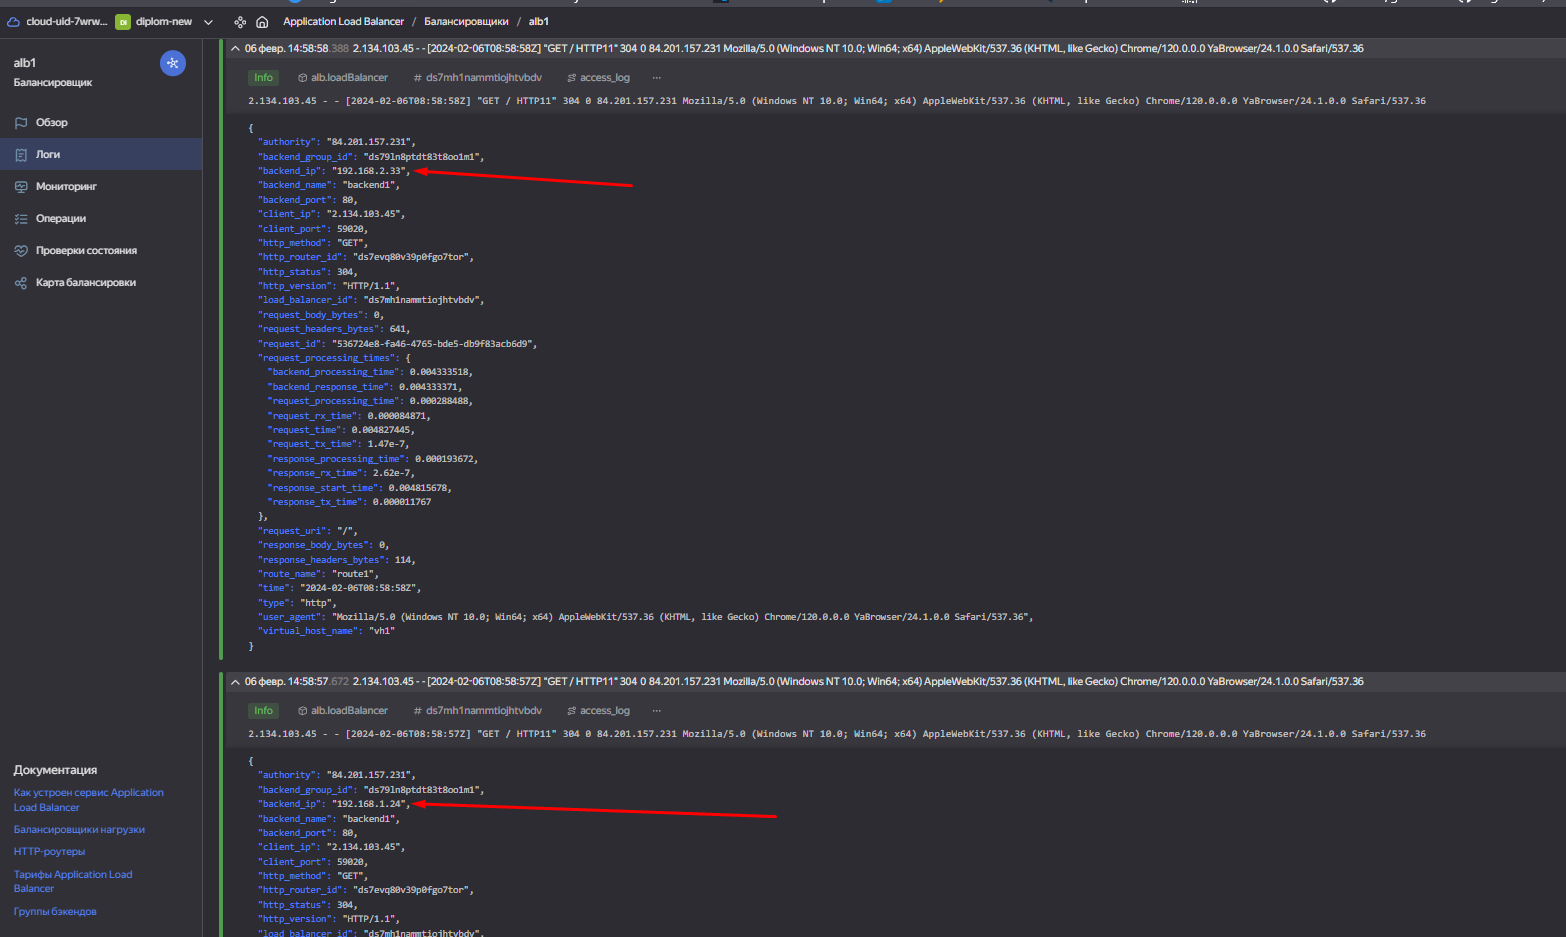 cloud-uid-7wrw...
DI diplom-new
Application Load Balancer / Балансировщики / alb1
alb1
Балансировщик
Обзор
Логи
Мониторинг
Операции
Проверки состояния
Карта балансировки
Документация
Как устроен сервис Application
Load Balancer
Балансировщики нагрузки
HTTP-роутеры
Тарифы Application Load
Balancer
Группы бэкендов
06 февр. 14:58:58.388 2.134.103.45 - - [2024-02-06T08:58:58Z] "GET / HTTP11" 304 0 84.201.157.231 Mozilla/5.0 (Windows NT 10.0; Win64; x64) AppleWebKit/537.36 (KHTML, like Gecko) Chrome/120.0.0.0 YaBrowser/24.1.0.0 Safari/537.36
Info alb.loadBalancer # ds7mh1nammtiojhtvbdv access_log ...
2.134.103.45 - - [2024-02-06T08:58:58Z] "GET / HTTP11" 304 0 84.201.157.231 Mozilla/5.0 (Windows NT 10.0; Win64; x64) AppleWebKit/537.36 (KHTML, like Gecko) Chrome/120.0.0.0 YaBrowser/24.1.0.0 Safari/537.36
{
"authority": "84.201.157.231",
"backend_group_id": "ds79ln8ptdt83t8oo1m1",
"backend_ip": "192.168.2.33",
"backend_name": "backend1",
"backend_port": 80,
"client_ip": "2.134.103.45",
"client_port": 59020,
"http_method": "GET",
"http_router_id": "ds7evq80v39p0fgo7tor",
"http_status": 304,
"http_version": "HTTP/1.1",
"load_balancer_id": "ds7mh1nammtiojhtvbdv",
"request_body_bytes": 0,
"request_headers_bytes": 641,
"request_id": "536724e8-fa46-4765-bde5-db9f83acb6d9",
"request_processing_times": {
"backend_processing_time": 0.004333518,
"backend_response_time": 0.004333371,
"request_processing_time": 0.000288488,
"request_rx_time": 0.000084871,
"request_time": 0.004827445,
"request_tx_time": 1.47e-7,
"response_processing_time": 0.000193672,
"response_rx_time": 2.62e-7,
"response_start_time": 0.004815678,
"response_tx_time": 0.000011767
},
"request_uri": "/",
"response_body_bytes": 0,
"response_headers_bytes": 114,
"route_name": "route1",
"time": "2024-02-06T08:58:58Z",
"type": "http",
"user_agent": "Mozilla/5.0 (Windows NT 10.0; Win64; x64) AppleWebKit/537.36 (KHTML, like Gecko) Chrome/120.0.0.0 YaBrowser/24.1.0.0 Safari/537.36",
"virtual_host_name": "vh1"
}
06 февр. 14:58:57.672 2.134.103.45 - - [2024-02-06T08:58:57Z] "GET / HTTP11" 304 0 84.201.157.231 Mozilla/5.0 (Windows NT 10.0; Win64; x64) AppleWebKit/537.36 (KHTML, like Gecko) Chrome/120.0.0.0 YaBrowser/24.1.0.0 Safari/537.36
Info alb.loadBalancer # ds7mh1nammtiojhtvbdv access_log ...
2.134.103.45 - - [2024-02-06T08:58:57Z] "GET / HTTP11" 304 0 84.201.157.231 Mozilla/5.0 (Windows NT 10.0; Win64; x64) AppleWebKit/537.36 (KHTML, like Gecko) Chrome/120.0.0.0 YaBrowser/24.1.0.0 Safari/537.36
{
"authority": "84.201.157.231",
"backend_group_id": "ds79ln8ptdt83t8oo1m1",
"backend_ip": "192.168.1.24",
"backend_name": "backend1",
"backend_port": 80,
"client_ip": "2.134.103.45",
"client_port": 59020,
"http_method": "GET",
"http_router_id": "ds7evq80v39p0fgo7tor",
"http_status": 304,
"http_version": "HTTP/1.1",
"load_balancer_id": "ds7mh1nammtiojhtvbdv",